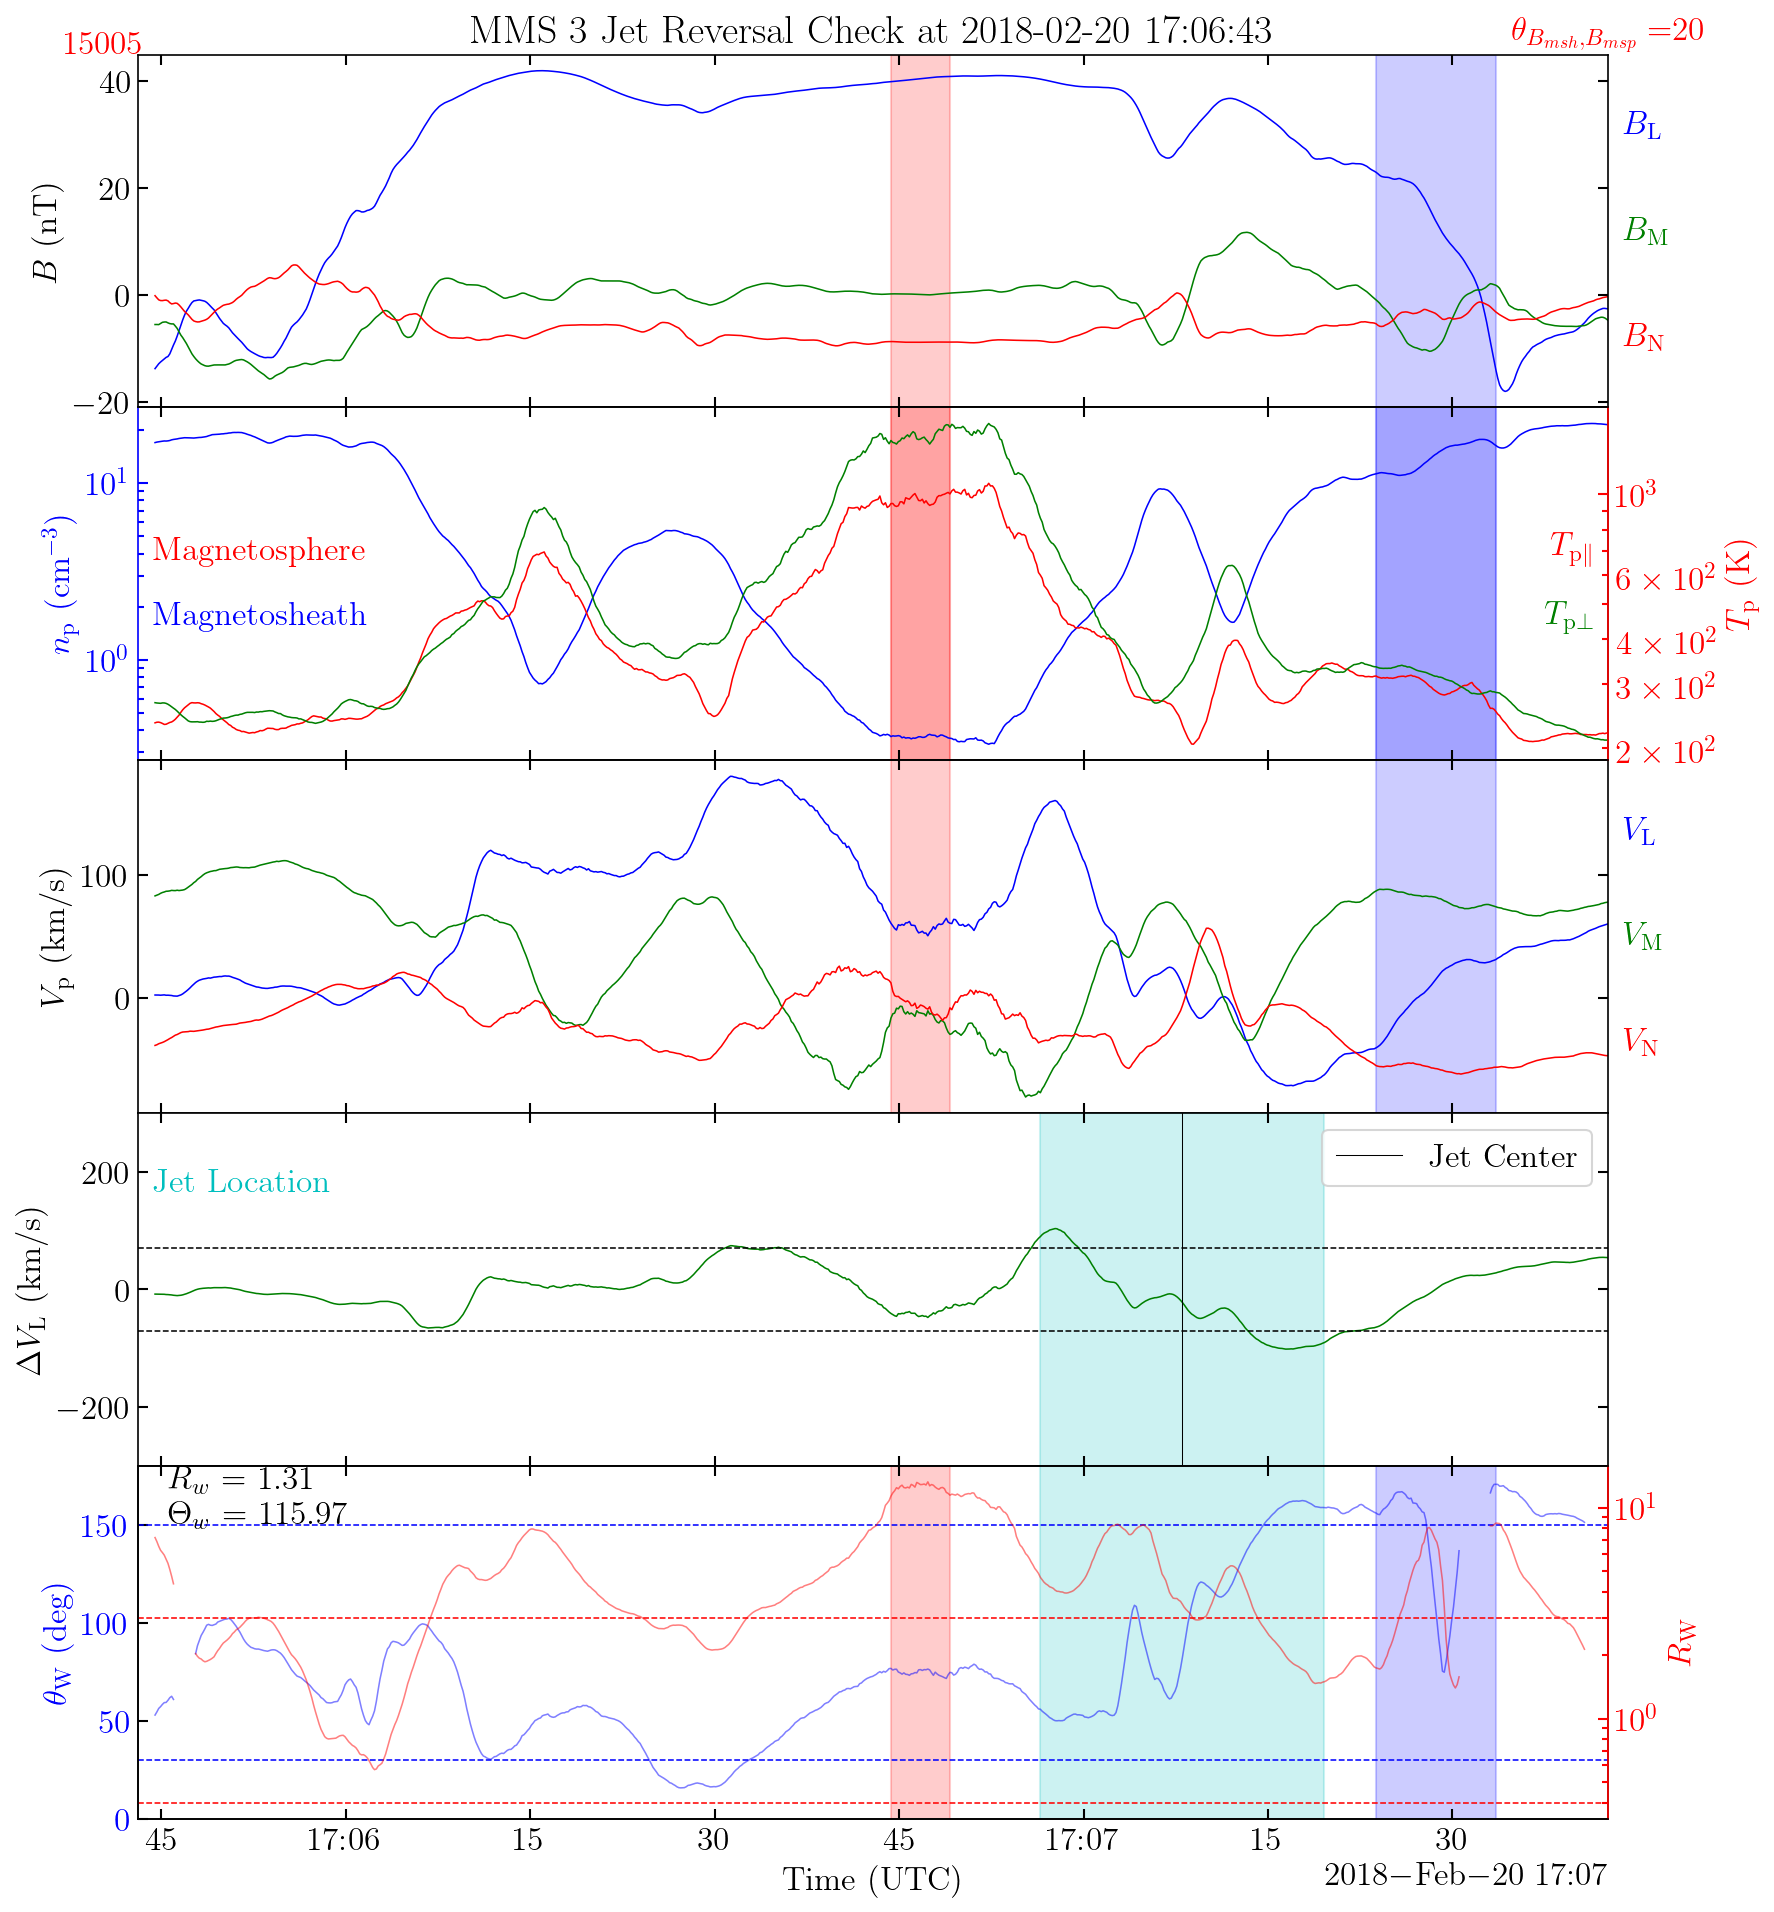 MMS 3 Jet Reversal Check at 2018-02-20 17:06:43
15005
θ_{B_{msh},B_{msp}} =20
40
20
0
−20
B (nT)
B_L
B_M
B_N
10^1
10^0
n_p (cm^{−3})
Magnetosphere
Magnetosheath
T_{p∥}
T_{p⊥}
10^3
6 × 10^2
4 × 10^2
3 × 10^2
2 × 10^2
T_p (K)
100
0
V_p (km/s)
V_L
V_M
V_N
200
0
−200
ΔV_L (km/s)
Jet Location
Jet Center
R_w = 1.31
Θ_w = 115.97
150
100
50
0
θ_W (deg)
10^1
10^0
R_W
45
17:06
15
30
45
17:07
15
30
Time (UTC)
2018−Feb−20 17:07